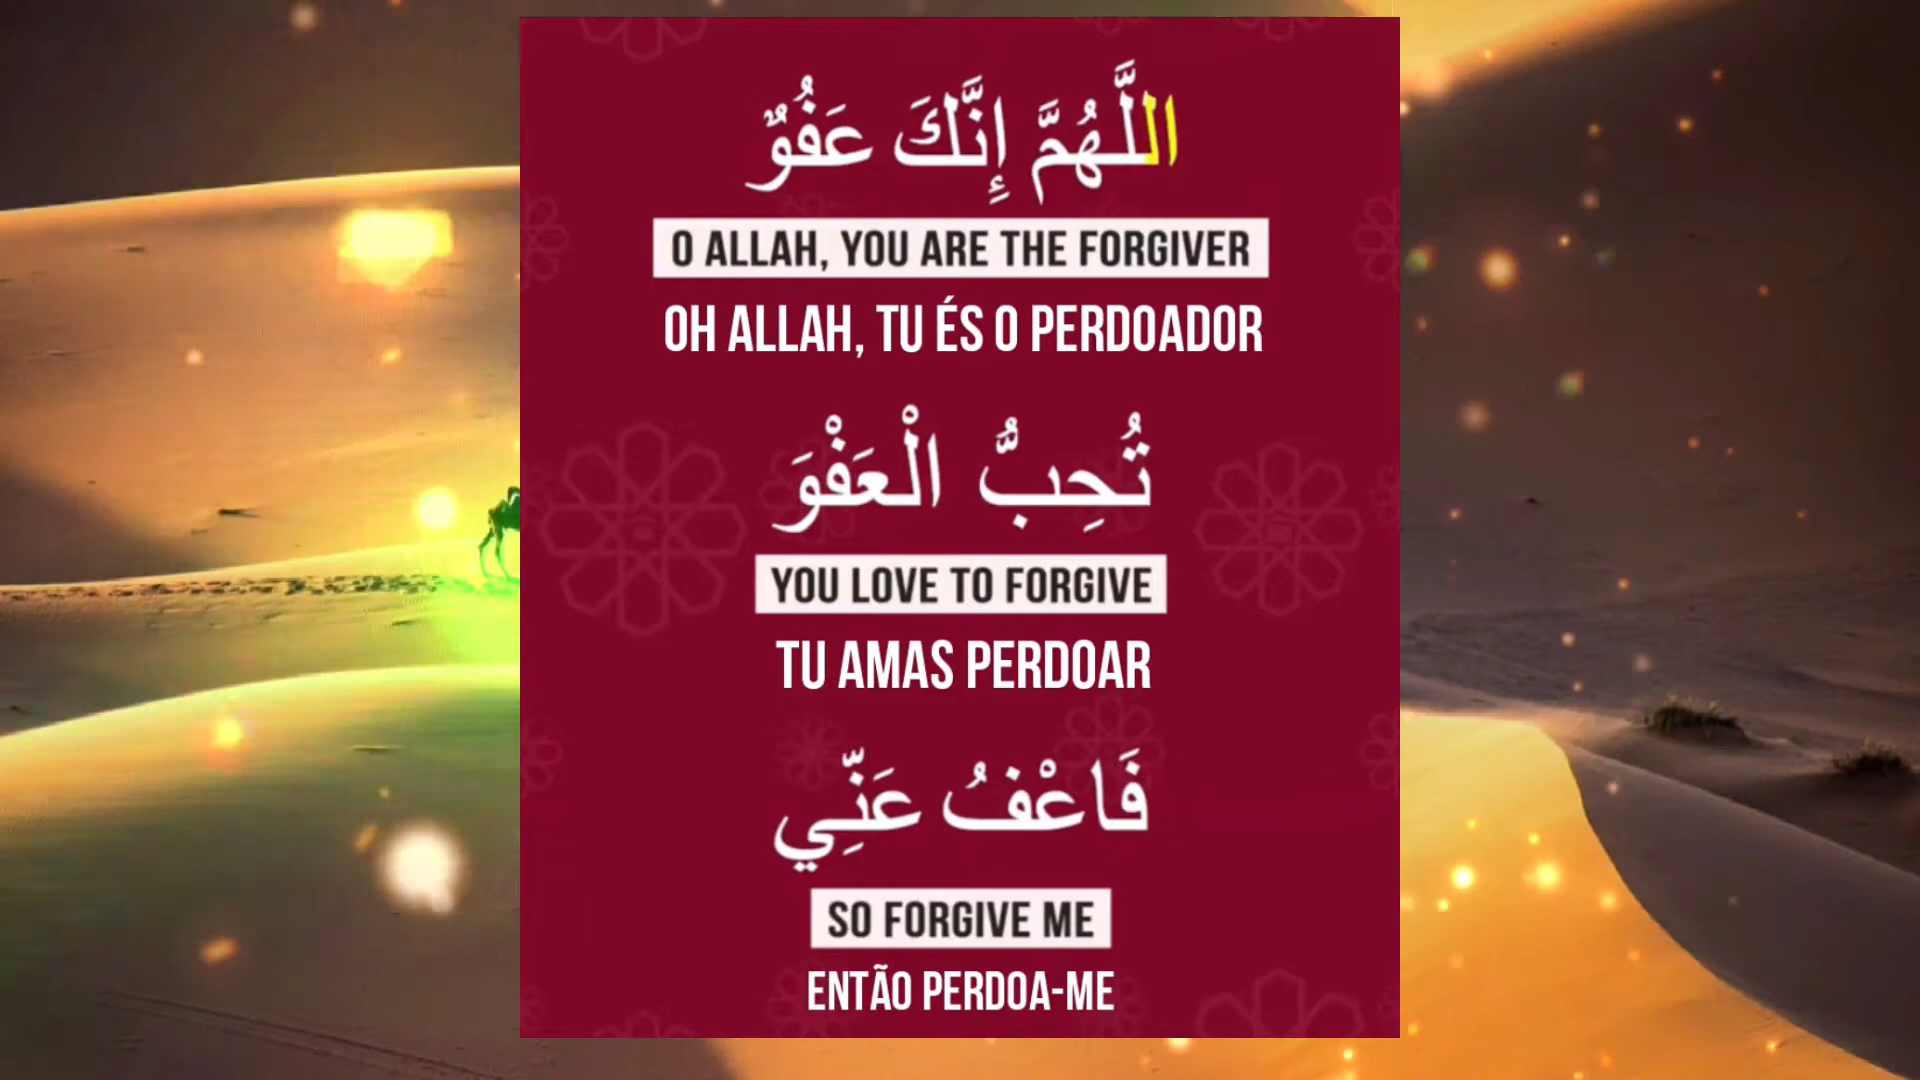 اللَّهُمَّ إِنَّكَ عَفُوٌّ
O ALLAH, YOU ARE THE FORGIVER
OH ALLAH, TU ÉS O PERDOADOR
تُحِبُّ الْعَفْوَ
YOU LOVE TO FORGIVE
TU AMAS PERDOAR
فَاعْفُ عَنِّي
SO FORGIVE ME
ENTÃO PERDOA-ME